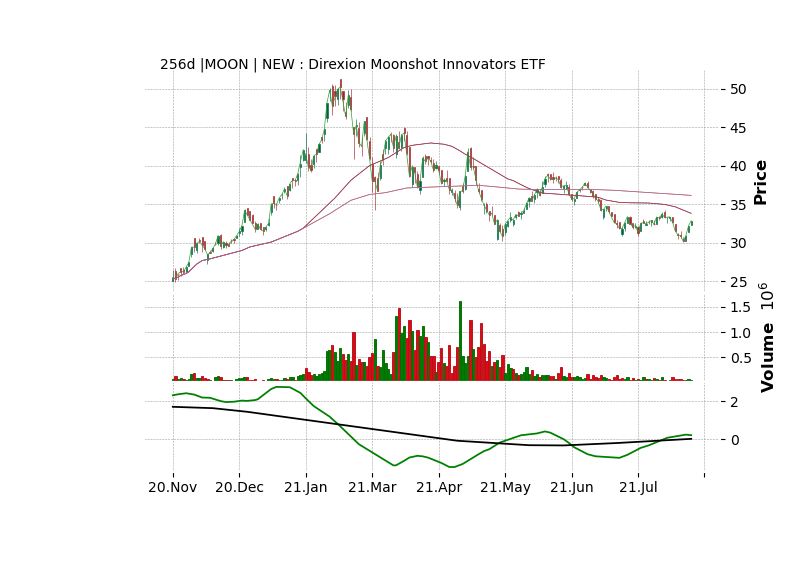 256d |MOON | NEW : Direxion Moonshot Innovators ETF
50
45
40
35
30
25
Price
1.5
1.0
0.5
Volume 10^6
2
0
20.Nov 20.Dec 21.Jan 21.Mar 21.Apr 21.May 21.Jun 21.Jul